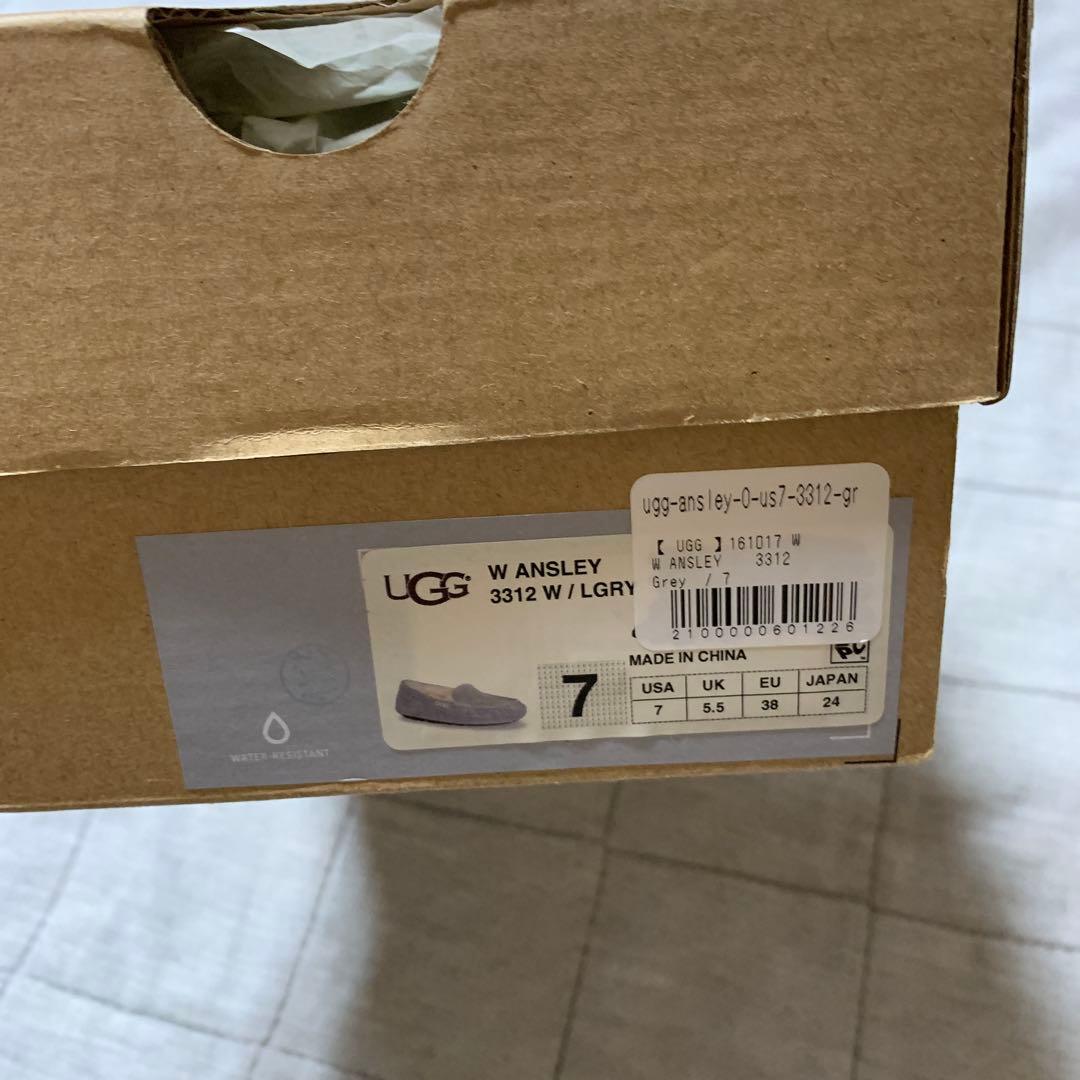 ugg-ansley-0-us7-3312-gr
【 UGG 】161017 W
W ANSLEY 3312
Grey / 7
2100000601226
UGG®
W ANSLEY
3312 W / LGRY
MADE IN CHINA
7
USA UK EU JAPAN
7 5.5 38 24
WATER-RESISTANT